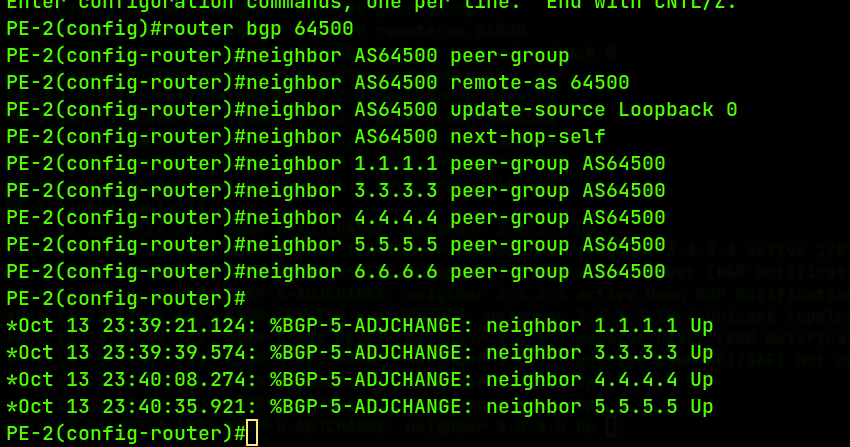 Enter configuration commands, one per line.  End with CNTL/Z.
PE-2(config)#router bgp 64500
PE-2(config-router)#neighbor AS64500 peer-group
PE-2(config-router)#neighbor AS64500 remote-as 64500
PE-2(config-router)#neighbor AS64500 update-source Loopback 0
PE-2(config-router)#neighbor AS64500 next-hop-self
PE-2(config-router)#neighbor 1.1.1.1 peer-group AS64500
PE-2(config-router)#neighbor 3.3.3.3 peer-group AS64500
PE-2(config-router)#neighbor 4.4.4.4 peer-group AS64500
PE-2(config-router)#neighbor 5.5.5.5 peer-group AS64500
PE-2(config-router)#neighbor 6.6.6.6 peer-group AS64500
PE-2(config-router)#
*Oct 13 23:39:21.124: %BGP-5-ADJCHANGE: neighbor 1.1.1.1 Up
*Oct 13 23:39:39.574: %BGP-5-ADJCHANGE: neighbor 3.3.3.3 Up
*Oct 13 23:40:08.274: %BGP-5-ADJCHANGE: neighbor 4.4.4.4 Up
*Oct 13 23:40:35.921: %BGP-5-ADJCHANGE: neighbor 5.5.5.5 Up
PE-2(config-router)#